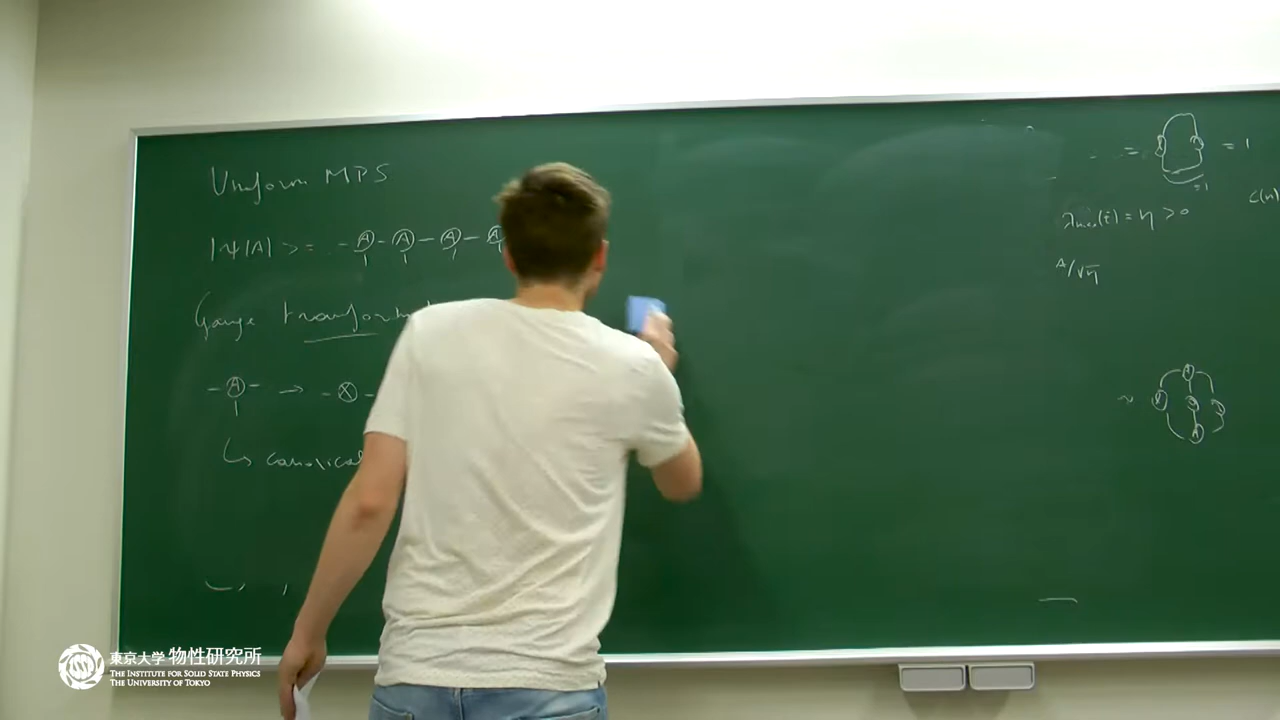 Uniform MPS
|ψ(A)> = - A - A - A - A
Gauge transform
- A - → - X -
↳ canonical
= 1
λmax(E) = η > 0
A/√η
≈
c(n)
東京大学 物性研究所
THE INSTITUTE FOR SOLID STATE PHYSICS
THE UNIVERSITY OF TOKYO